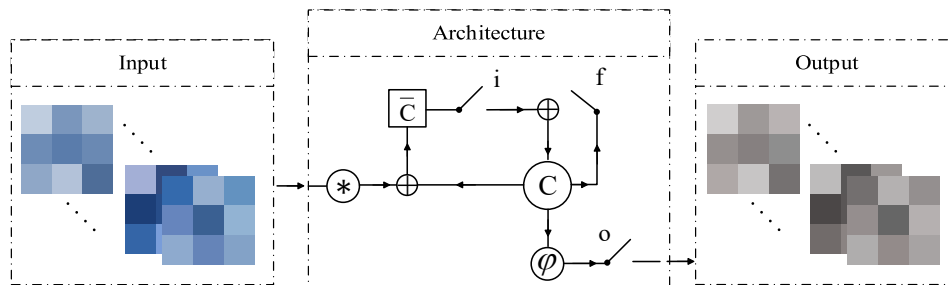 Architecture
Input
Output
i
f
C̅
*
C
o
φ